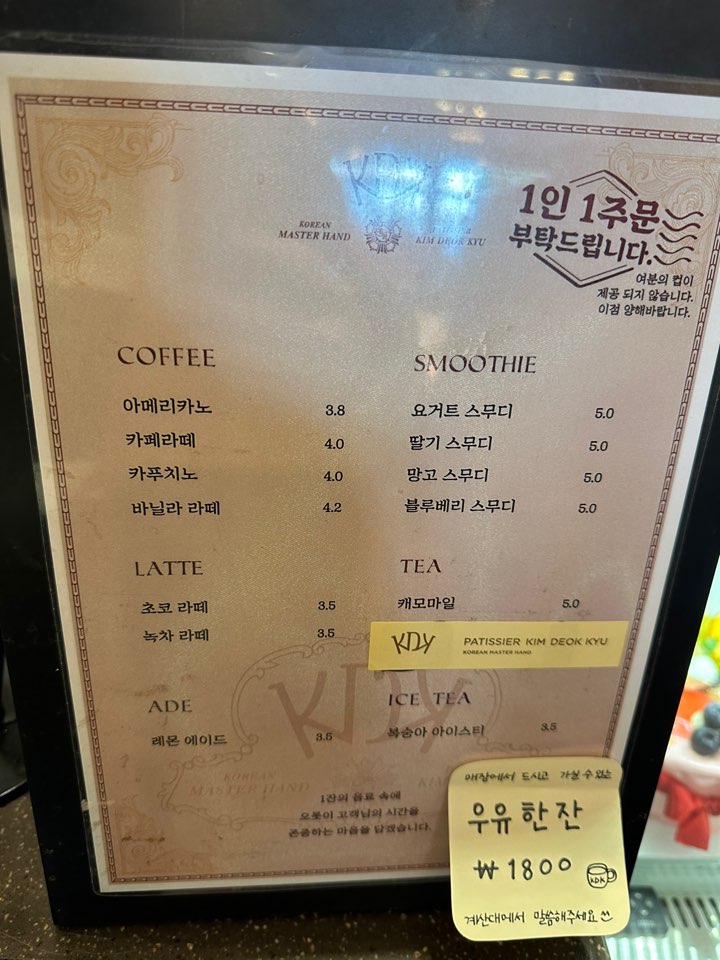 KDK
KOREAN
MASTER HAND
KIM DEOK KYU
1인 1주문
부탁드립니다.
여분의 컵이
제공 되지 않습니다.
이점 양해바랍니다.
COFFEE
아메리카노 3.8
카페라떼 4.0
카푸치노 4.0
바닐라 라떼 4.2
LATTE
초코 라떼 3.5
녹차 라떼 3.5
ADE
레몬 에이드 3.5
SMOOTHIE
요거트 스무디 5.0
딸기 스무디 5.0
망고 스무디 5.0
블루베리 스무디 5.0
TEA
캐모마일 5.0
KDK PATISSIER KIM DEOK KYU
KOREAN MASTER HAND
ICE TEA
복숭아 아이스티 3.5
KDK
KOREAN
MASTER HAND
1잔의 음료 속에
오롯이 고객님의 시간을
존중하는 마음을 담겠습니다.
매장에서 드시고 가실 수 있는
우유 한 잔
₩1800
KDK
계산대에서 말씀해주세요